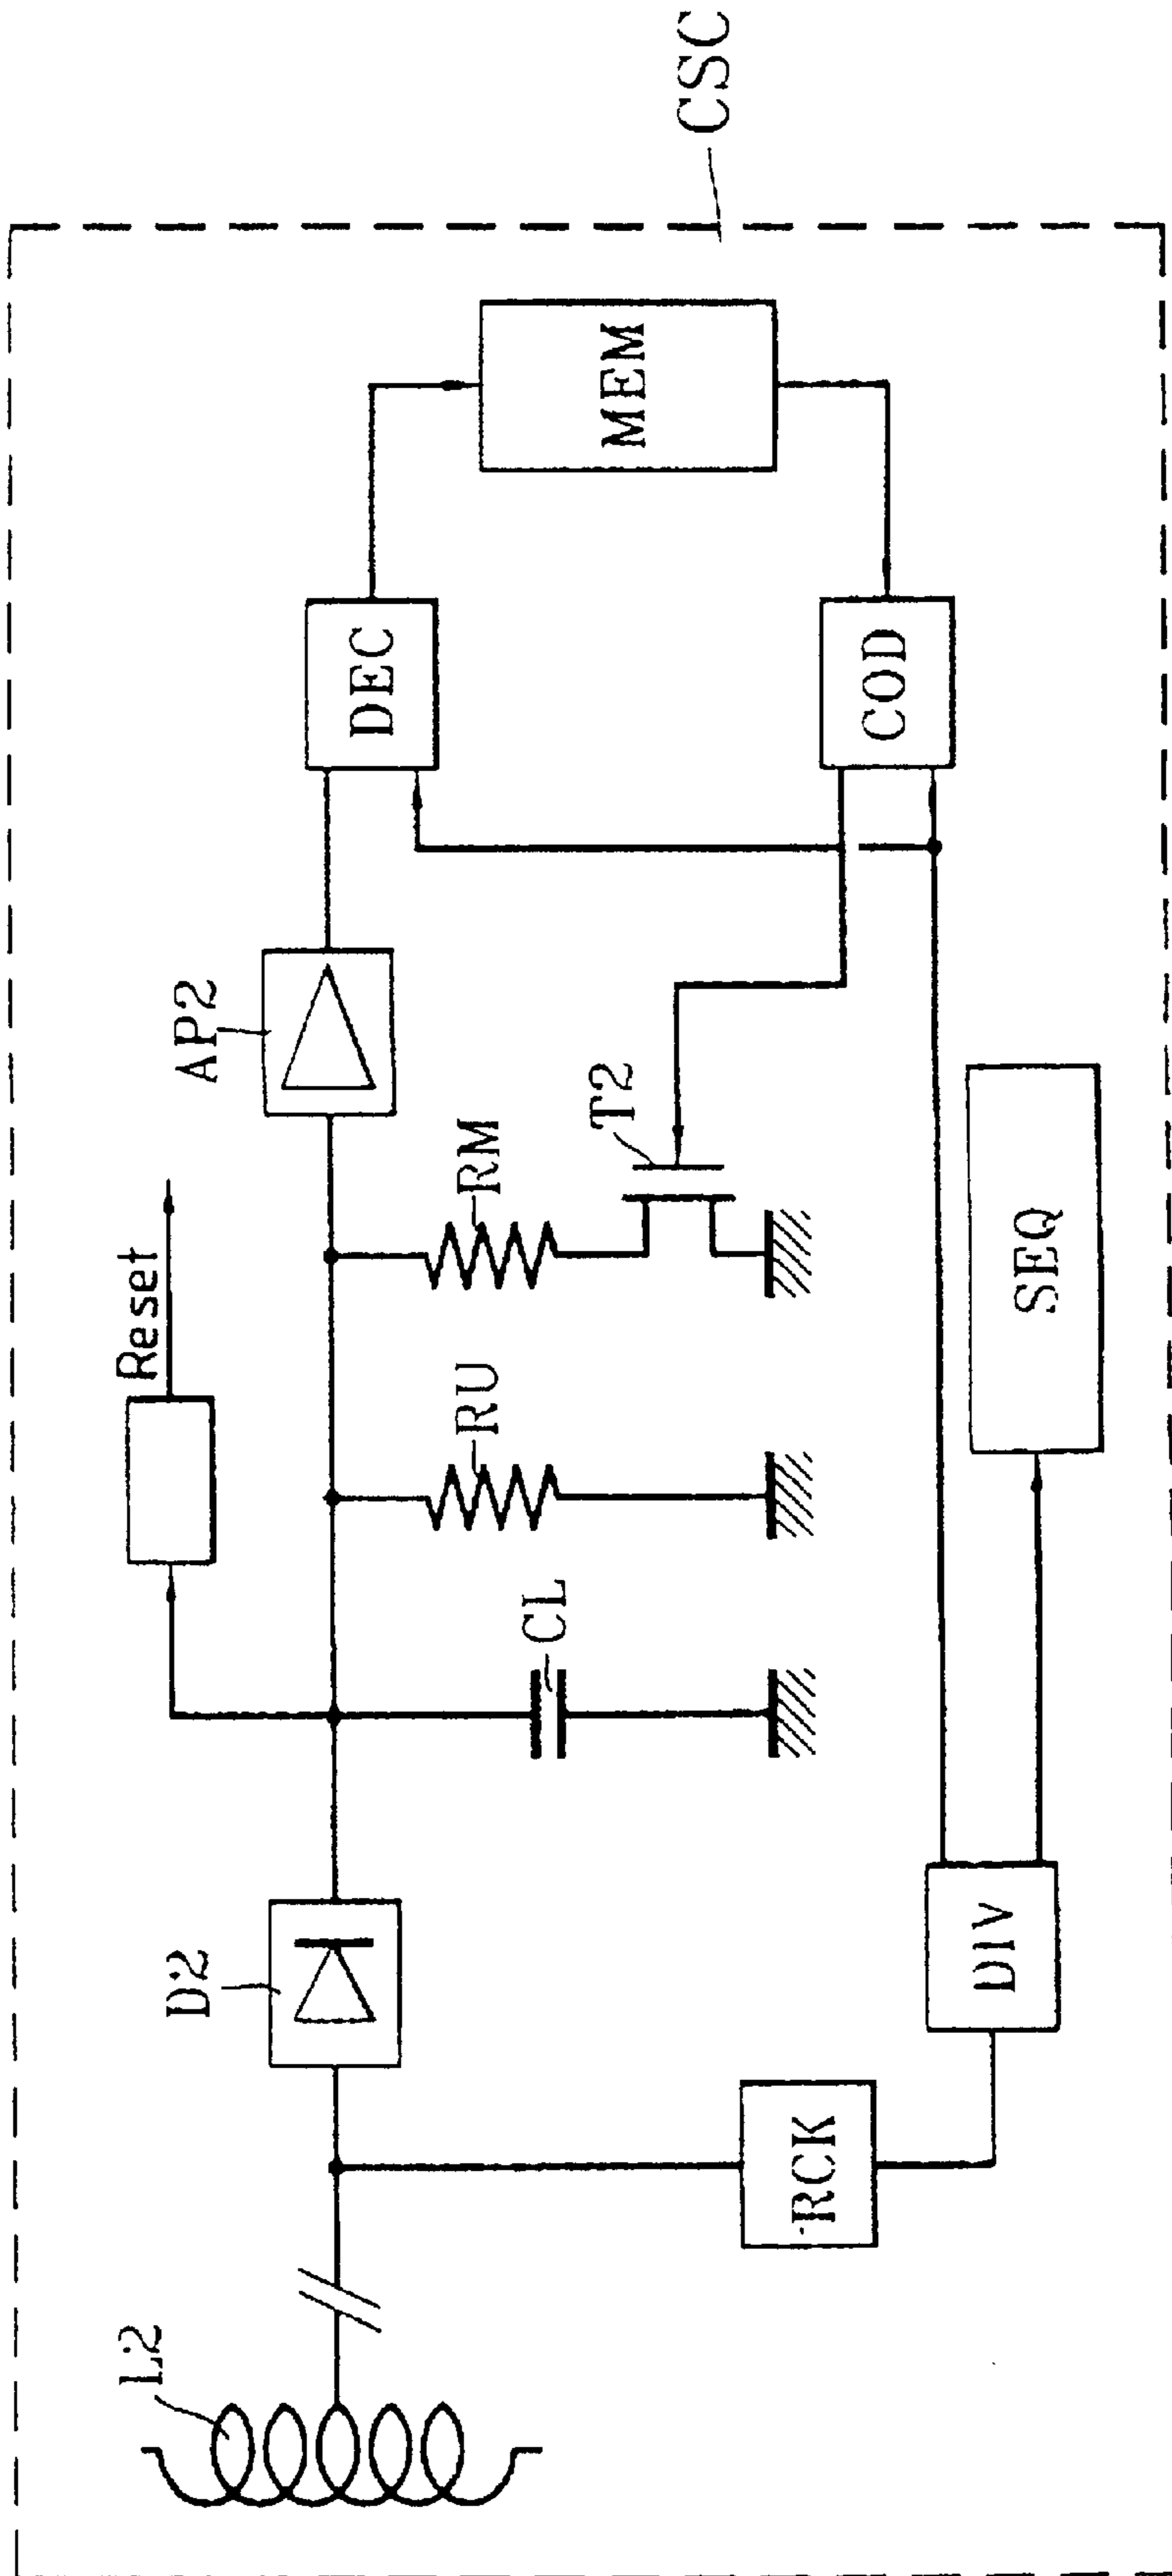 CSC
Reset
AP2
D2
L2
DEC
MEM
RM
RU
CL
T2
COD
RCK
DIV
SEQ